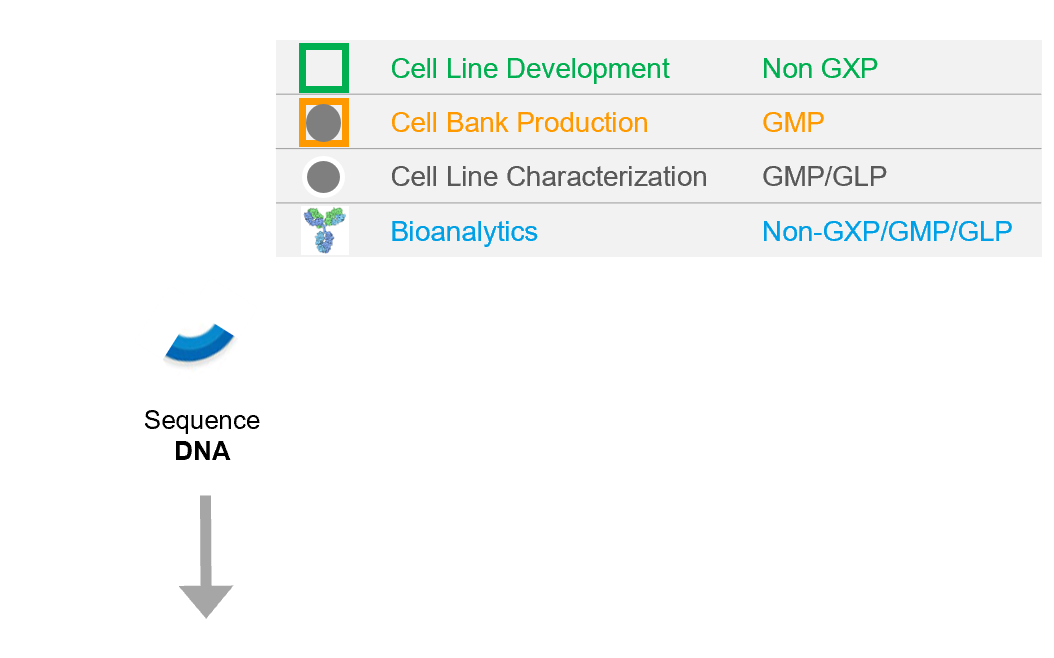 Cell Line Development Non GXP
Cell Bank Production GMP
Cell Line Characterization GMP/GLP
Bioanalytics Non-GXP/GMP/GLP
Sequence
DNA